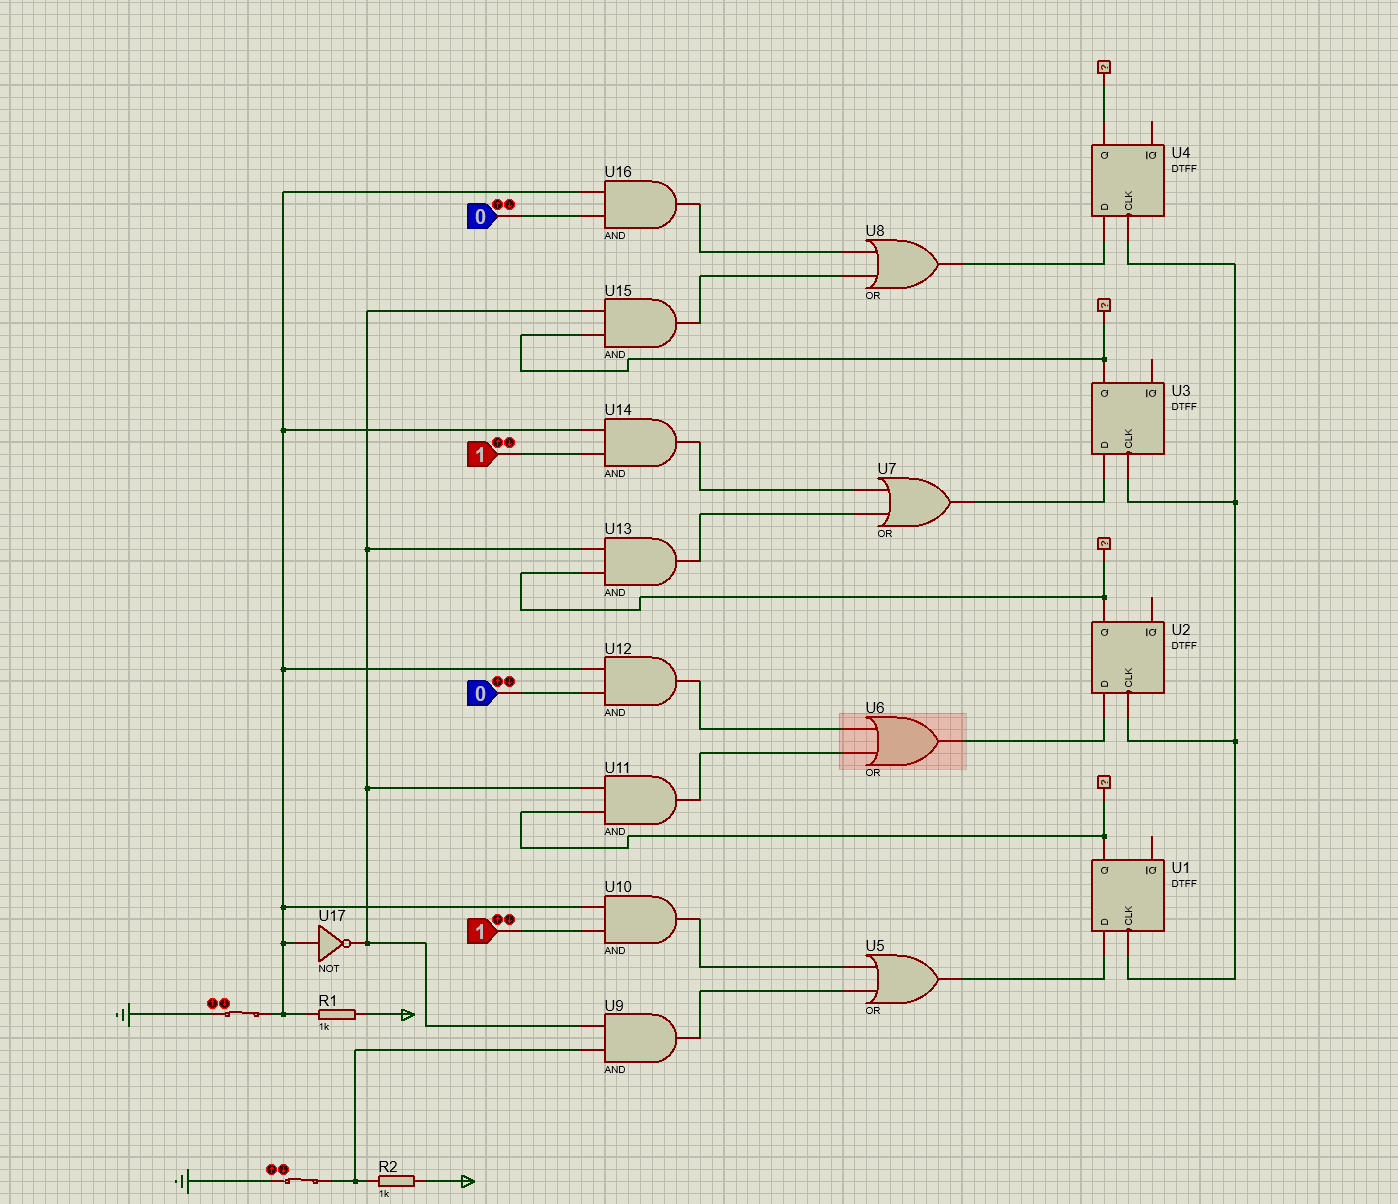 ?
U4
DTFF
Q
Q
D
CLK
U16
0
AND
U8
OR
U15
AND
?
U3
DTFF
Q
Q
D
CLK
U14
1
AND
U7
OR
U13
AND
?
U2
DTFF
Q
Q
D
CLK
U12
0
AND
U6
OR
U11
AND
?
U1
DTFF
Q
Q
D
CLK
U10
1
AND
U17
NOT
U5
OR
R1
1k
U9
AND
R2
1k